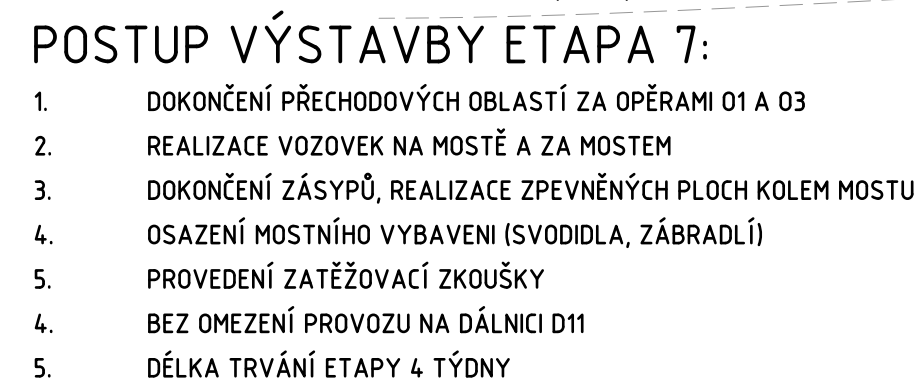 POSTUP VÝSTAVBY ETAPA 7:
1. DOKONČENÍ PŘECHODOVÝCH OBLASTÍ ZA OPĚRAMI O1 A O3
2. REALIZACE VOZOVEK NA MOSTĚ A ZA MOSTEM
3. DOKONČENÍ ZÁSYPŮ, REALIZACE ZPEVNĚNÝCH PLOCH KOLEM MOSTU
4. OSAZENÍ MOSTNÍHO VYBAVENI (SVODIDLA, ZÁBRADLÍ)
5. PROVEDENÍ ZATĚŽOVACÍ ZKOUŠKY
4. BEZ OMEZENÍ PROVOZU NA DÁLNICI D11
5. DÉLKA TRVÁNÍ ETAPY 4 TÝDNY